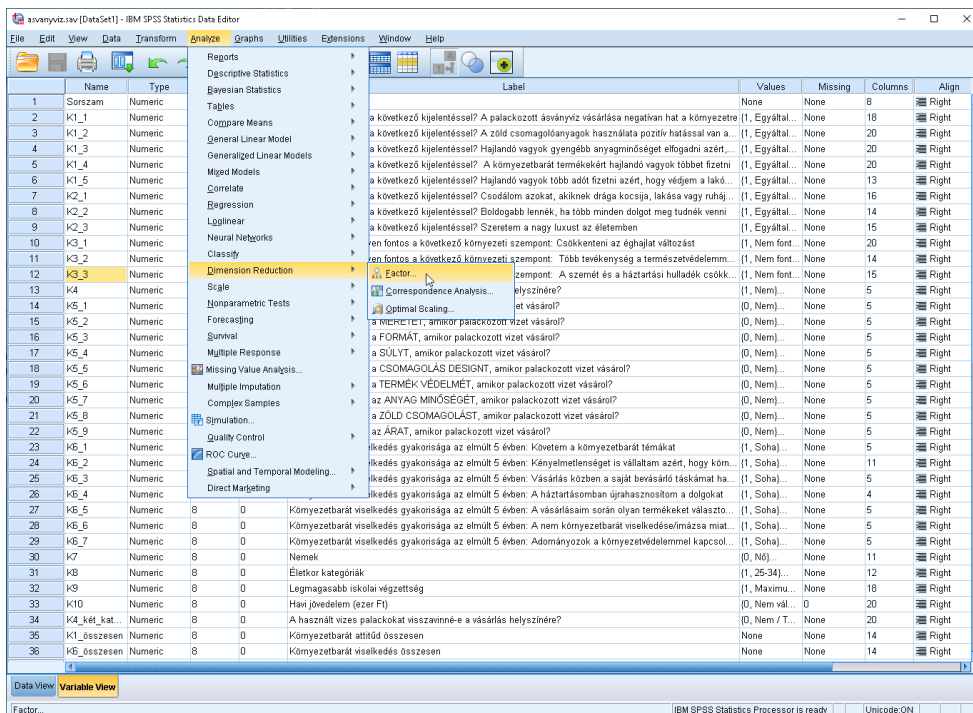 asvanyviz.sav [DataSet1] - IBM SPSS Statistics Data Editor
File Edit View Data Transform Analyze Graphs Utilities Extensions Window Help
Reports
Descriptive Statistics
Bayesian Statistics
Tables
Compare Means
General Linear Model
Generalized Linear Models
Mixed Models
Correlate
Regression
Loglinear
Neural Networks
Classify
Dimension Reduction
Scale
Nonparametric Tests
Forecasting
Survival
Multiple Response
Missing Value Analysis...
Multiple Imputation
Complex Samples
Simulation...
Quality Control
ROC Curve...
Spatial and Temporal Modeling...
Direct Marketing
Factor...
Correspondence Analysis...
Optimal Scaling...
Name Type Label Values Missing Columns Align
1 Sorszam Numeric None None 8 Right
2 K1_1 Numeric a következő kijelentéssel? A palackozott ásványvíz vásárlása negatívan hat a környezetre {1, Egyáltal... None 18 Right
3 K1_2 Numeric a következő kijelentéssel? A zöld csomagolóanyagok használata pozitív hatással van a... {1, Egyáltal... None 20 Right
4 K1_3 Numeric a következő kijelentéssel? Hajlandó vagyok gyengébb anyagminőséget elfogadni azért,... {1, Egyáltal... None 20 Right
5 K1_4 Numeric a következő kijelentéssel? A környezetbarát termékekért hajlandó vagyok többet fizetni {1, Egyáltal... None 20 Right
6 K1_5 Numeric a következő kijelentéssel? Hajlandó vagyok több adót fizetni azért, hogy védjem a lakó... {1, Egyáltal... None 13 Right
7 K2_1 Numeric a következő kijelentéssel? Csodálom azokat, akiknek drága kocsija, lakása vagy ruháj... {1, Egyáltal... None 16 Right
8 K2_2 Numeric a következő kijelentéssel? Boldogabb lennék, ha több minden dolgot meg tudnék venni {1, Egyáltal... None 14 Right
9 K2_3 Numeric a következő kijelentéssel? Szeretem a nagy luxust az életemben {1, Egyáltal... None 15 Right
10 K3_1 Numeric yen fontos a következő környezeti szempont: Csökkenteni az éghajlat változást {1, Nem font... None 20 Right
11 K3_2 Numeric yen fontos a következő környezeti szempont: Több tevékenység a természetvédelemm... {1, Nem font... None 14 Right
12 K3_3 Numeric zempont: A szemét és a háztartási hulladék csökk... {1, Nem font... None 15 Right
13 K4 Numeric helyszínére? {1, Nem}... None 5 Right
14 K5_1 Numeric et vásárol? {0, Nem}... None 5 Right
15 K5_2 Numeric a MÉRETET, amikor palackozott vizet vásárol? {0, Nem}... None 5 Right
16 K5_3 Numeric a FORMÁT, amikor palackozott vizet vásárol? {0, Nem}... None 5 Right
17 K5_4 Numeric a SÚLYT, amikor palackozott vizet vásárol? {0, Nem}... None 5 Right
18 K5_5 Numeric a CSOMAGOLÁS DESIGNT, amikor palackozott vizet vásárol? {0, Nem}... None 5 Right
19 K5_6 Numeric a TERMÉK VÉDELMÉT, amikor palackozott vizet vásárol? {0, Nem}... None 5 Right
20 K5_7 Numeric az ANYAG MINŐSÉGÉT, amikor palackozott vizet vásárol? {0, Nem}... None 5 Right
21 K5_8 Numeric a ZÖLD CSOMAGOLÁST, amikor palackozott vizet vásárol? {0, Nem}... None 5 Right
22 K5_9 Numeric az ÁRAT, amikor palackozott vizet vásárol? {0, Nem}... None 5 Right
23 K6_1 Numeric lkedés gyakorisága az elmúlt 5 évben: Követem a környezetbarát témákat {1, Soha}... None 5 Right
24 K6_2 Numeric lkedés gyakorisága az elmúlt 5 évben: Kényelmetlenséget is vállaltam azért, hogy körn... {1, Soha}... None 11 Right
25 K6_3 Numeric lkedés gyakorisága az elmúlt 5 évben: Vásárlás közben a saját bevásárló táskámat ha... {1, Soha}... None 5 Right
26 K6_4 Numeric lkedés gyakorisága az elmúlt 5 évben: A háztartásomban újrahasznosítom a dolgokat {1, Soha}... None 4 Right
27 K6_5 Numeric 8 0 Környezetbarát viselkedés gyakorisága az elmúlt 5 évben: A vásárlásaim során olyan termékeket választo... {1, Soha}... None 5 Right
28 K6_6 Numeric 8 0 Környezetbarát viselkedés gyakorisága az elmúlt 5 évben: A nem környezetbarát viselkedése/imázsa miat... {1, Soha}... None 5 Right
29 K6_7 Numeric 8 0 Környezetbarát viselkedés gyakorisága az elmúlt 5 évben: Adományozok a környezetvédelemmel kapcsol... {1, Soha}... None 5 Right
30 K7 Numeric 8 0 Nemek {0, Nő}... None 11 Right
31 K8 Numeric 8 0 Életkor kategóriák {1, 25-34}... None 12 Right
32 K9 Numeric 8 0 Legmagasabb iskolai végzettség {1, Maximu... None 18 Right
33 K10 Numeric 8 0 Havi jövedelem (ezer Ft) {0, Nem vál... 0 20 Right
34 K4_két_kat... Numeric 8 0 A használt vizes palackokat visszavinné-e a vásárlás helyszínére? {0, Nem / T... None 20 Right
35 K1_összesen Numeric 8 0 Környezetbarát attitűd összesen None None 14 Right
36 K6_összesen Numeric 8 0 Környezetbarát viselkedés összesen None None 14 Right
Data View Variable View
Factor... IBM SPSS Statistics Processor is ready Unicode:ON